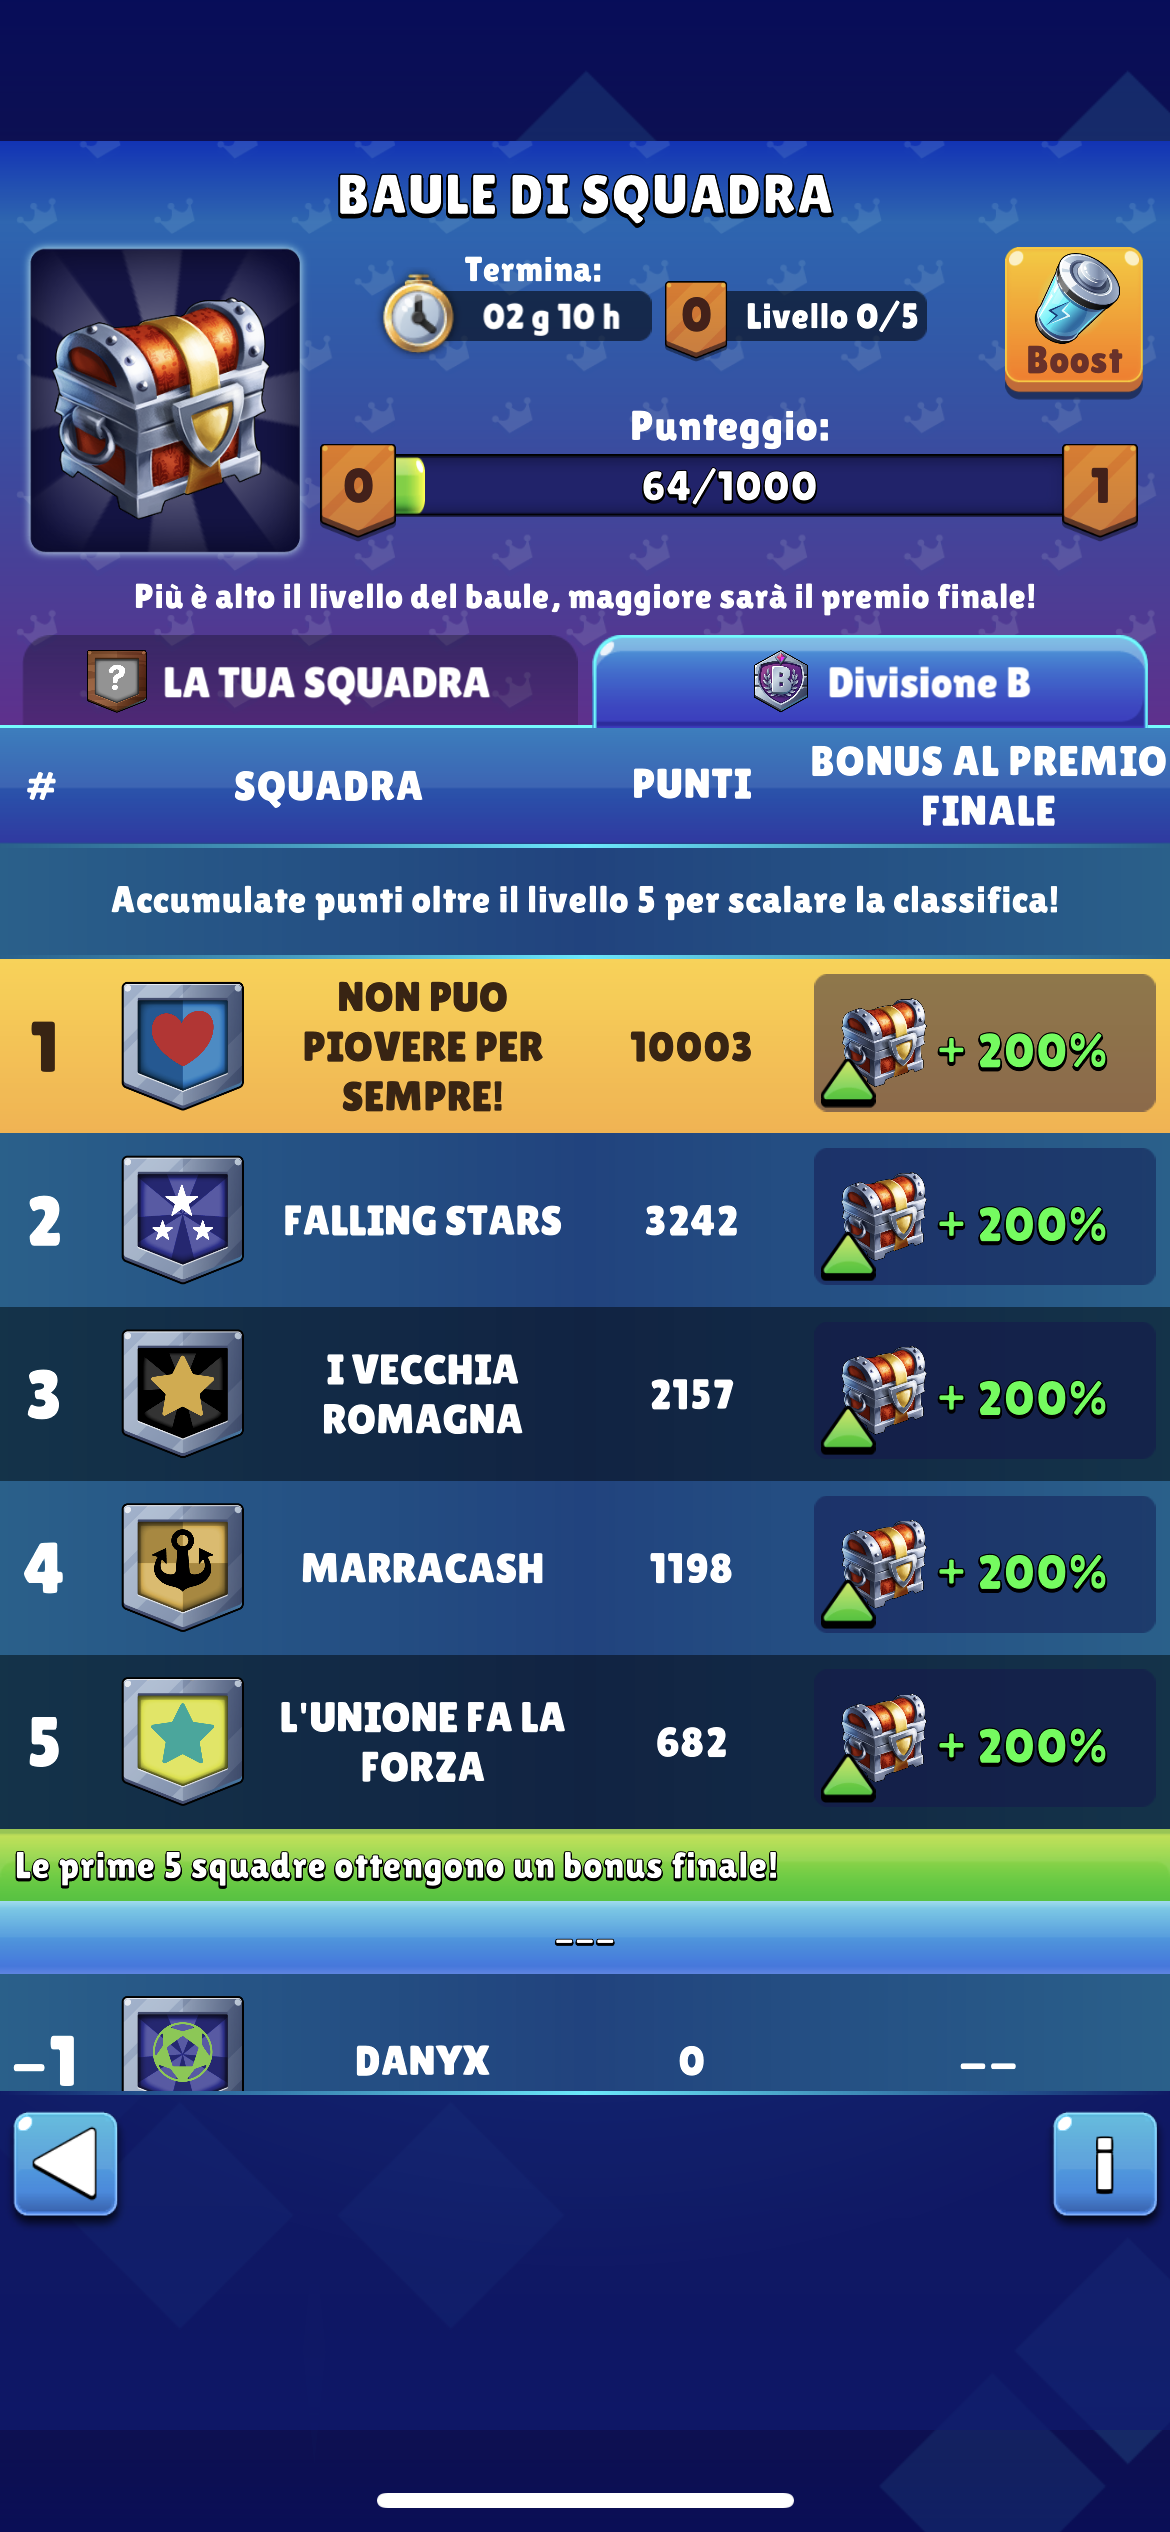 BAULE DI SQUADRA
Termina:
02 g 10 h
0
Livello 0/5
Boost
Punteggio:
0
64/1000
1
Più è alto il livello del baule, maggiore sarà il premio finale!
?
LA TUA SQUADRA
B
Divisione B
#
SQUADRA
PUNTI
BONUS AL PREMIO
FINALE
Accumulate punti oltre il livello 5 per scalare la classifica!
1
NON PUO
PIOVERE PER
SEMPRE!
10003
+ 200%
2
FALLING STARS
3242
+ 200%
3
I VECCHIA
ROMAGNA
2157
+ 200%
4
MARRACASH
1198
+ 200%
5
L'UNIONE FA LA
FORZA
682
+ 200%
Le prime 5 squadre ottengono un bonus finale!
---
-1
DANYX
0
--
i